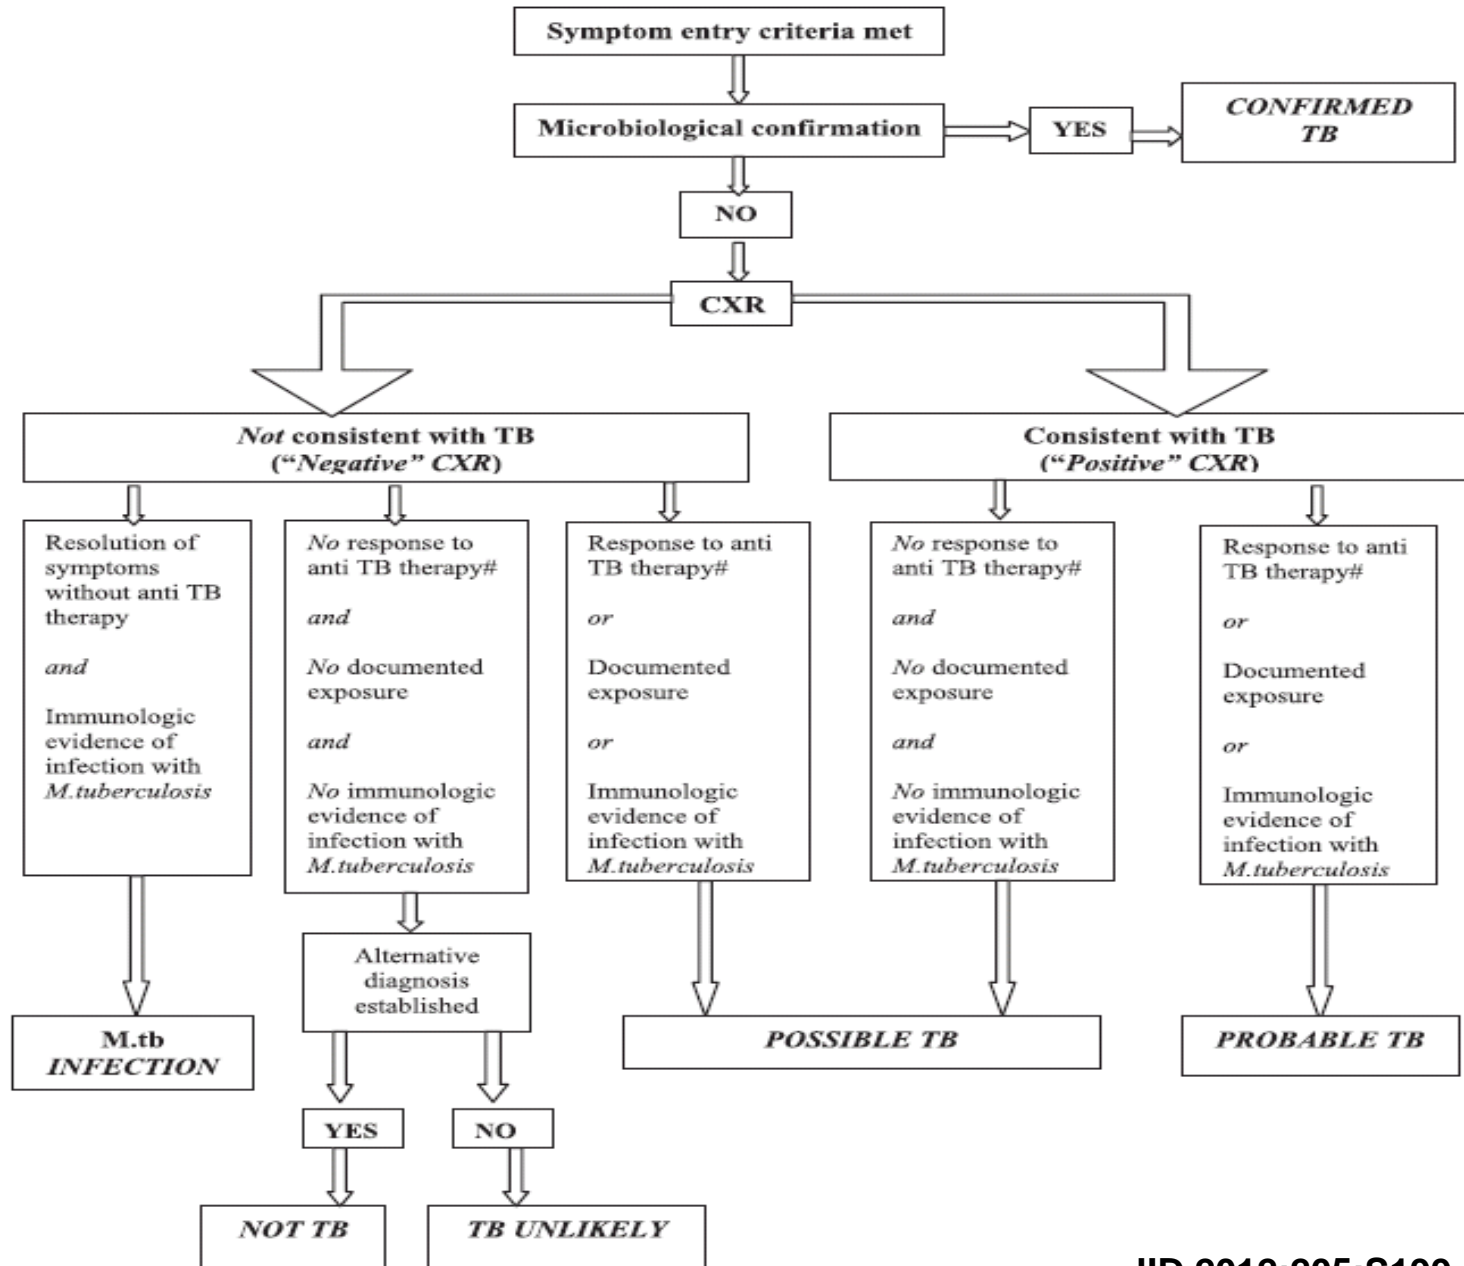 Symptom entry criteria met
Microbiological confirmation
YES
CONFIRMED
TB
NO
CXR
Not consistent with TB
("Negative" CXR)
Consistent with TB
("Positive" CXR)
Resolution of
symptoms
without anti TB
therapy
and
Immunologic
evidence of
infection with
M.tuberculosis
No response to
anti TB therapy#
and
No documented
exposure
and
No immunologic
evidence of
infection with
M.tuberculosis
Response to anti
TB therapy#
or
Documented
exposure
or
Immunologic
evidence of
infection with
M.tuberculosis
No response to
anti TB therapy#
and
No documented
exposure
and
No immunologic
evidence of
infection with
M.tuberculosis
Response to anti
TB therapy#
or
Documented
exposure
or
Immunologic
evidence of
infection with
M.tuberculosis
Alternative
diagnosis
established
M.tb
INFECTION
POSSIBLE TB
PROBABLE TB
YES
NO
NOT TB
TB UNLIKELY